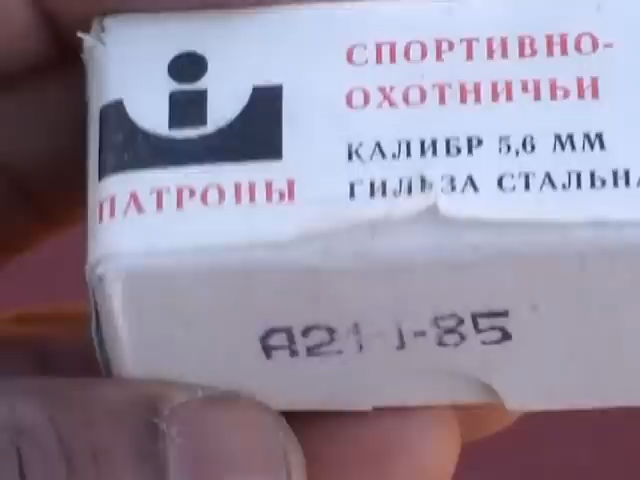 СПОРТИВНО-
ОХОТНИЧЬИ
КАЛИБР 5,6 ММ
ГИЛЬЗА СТАЛЬНА
ПАТРОНЫ